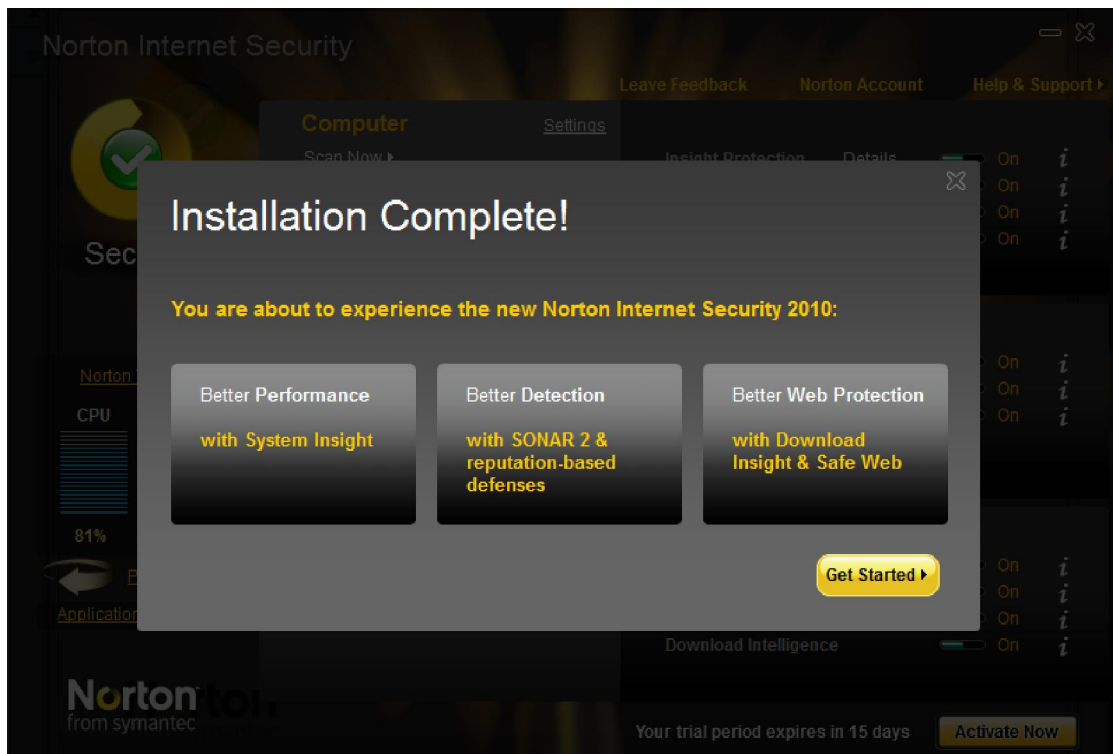 Norton Internet Security
Leave Feedback Norton Account Help & Support
Computer Settings
Scan Now
Insight Protection Details On
On
On
On
Sec
Installation Complete!
You are about to experience the new Norton Internet Security 2010:
Better Performance
with System Insight
Better Detection
with SONAR 2 &
reputation-based
defenses
Better Web Protection
with Download
Insight & Safe Web
Get Started
Norton
CPU
81%
On
On
On
P
Application
On
On
On
Download Intelligence On
Norton
from symantec
Your trial period expires in 15 days Activate Now